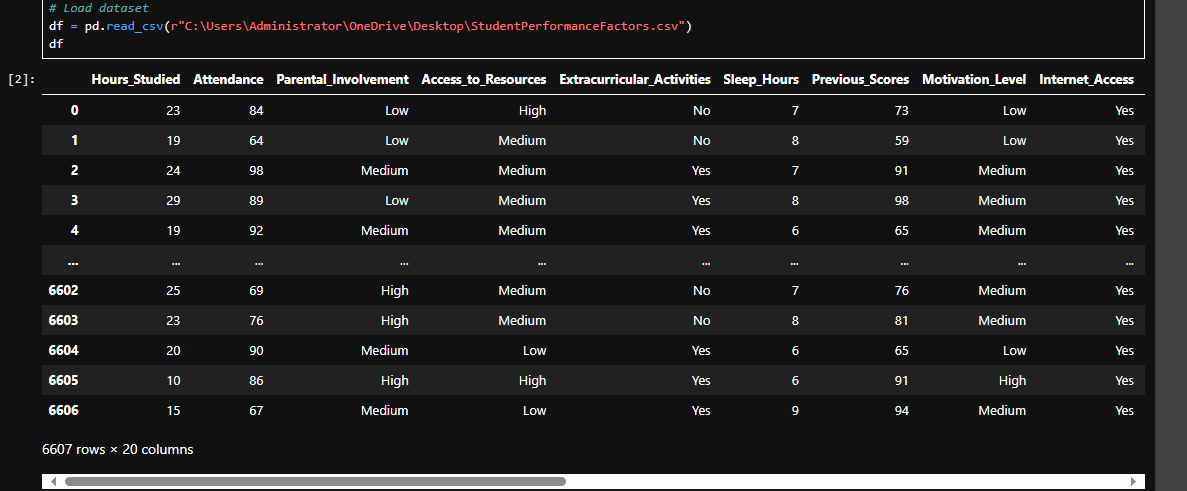 # Load dataset
df = pd.read_csv(r"C:\Users\Administrator\OneDrive\Desktop\StudentPerformanceFactors.csv")
df
[2]:
Hours_Studied Attendance Parental_Involvement Access_to_Resources Extracurricular_Activities Sleep_Hours Previous_Scores Motivation_Level Internet_Access
0 23 84 Low High No 7 73 Low Yes
1 19 64 Low Medium No 8 59 Low Yes
2 24 98 Medium Medium Yes 7 91 Medium Yes
3 29 89 Low Medium Yes 8 98 Medium Yes
4 19 92 Medium Medium Yes 6 65 Medium Yes
... ... ... ... ... ... ... ... ... ...
6602 25 69 High Medium No 7 76 Medium Yes
6603 23 76 High Medium No 8 81 Medium Yes
6604 20 90 Medium Low Yes 6 65 Low Yes
6605 10 86 High High Yes 6 91 High Yes
6606 15 67 Medium Low Yes 9 94 Medium Yes
6607 rows × 20 columns